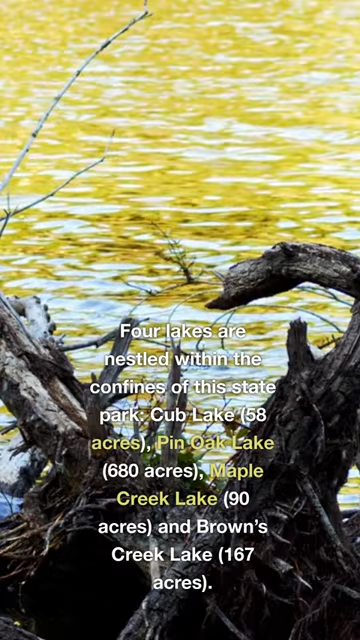 Four lakes are
nestled within the
confines of this state
park: Cub Lake (58
acres), Pin Oak Lake
(680 acres), Maple
Creek Lake (90
acres) and Brown's
Creek Lake (167
acres).